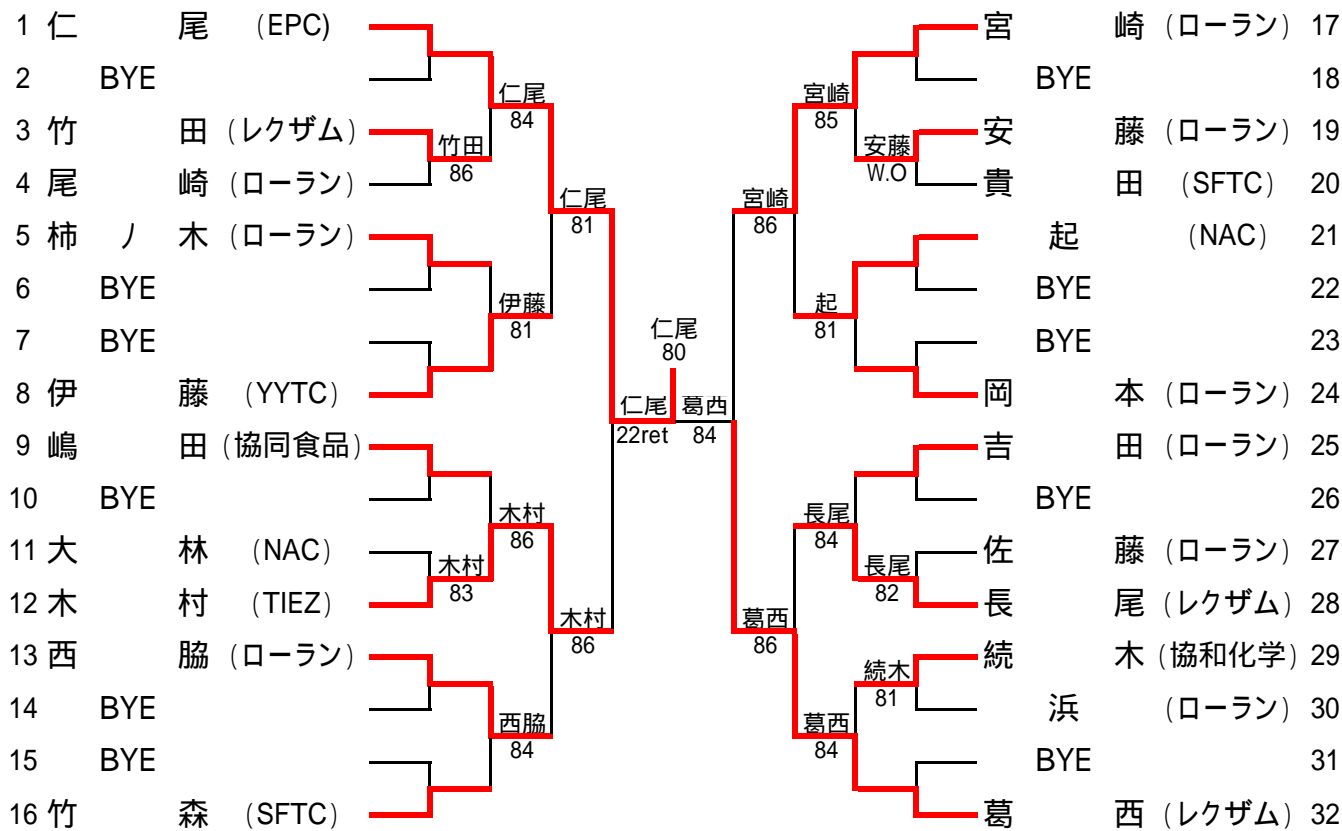 1 仁 尾 (EPC)
2 BYE
3 竹 田 (レクザム)
4 尾 崎 (ローラン)
5 柿 ノ 木 (ローラン)
6 BYE
7 BYE
8 伊 藤 (YYTC)
9 嶋 田 (協同食品)
10 BYE
11 大 林 (NAC)
12 木 村 (TIEZ)
13 西 脇 (ローラン)
14 BYE
15 BYE
16 竹 森 (SFTC)
竹田
86
木村
83
仁尾
84
伊藤
81
木村
86
西脇
84
仁尾
81
木村
86
仁尾
22ret
仁尾
80
葛西
84
宮崎
86
葛西
86
宮崎
85
起
81
長尾
84
葛西
84
安藤
W.O
長尾
82
続木
81
宮 崎 (ローラン) 17
BYE 18
安 藤 (ローラン) 19
貴 田 (SFTC) 20
起 (NAC) 21
BYE 22
BYE 23
岡 本 (ローラン) 24
吉 田 (ローラン) 25
BYE 26
佐 藤 (ローラン) 27
長 尾 (レクザム) 28
続 木 (協和化学) 29
浜 (ローラン) 30
BYE 31
葛 西 (レクザム) 32